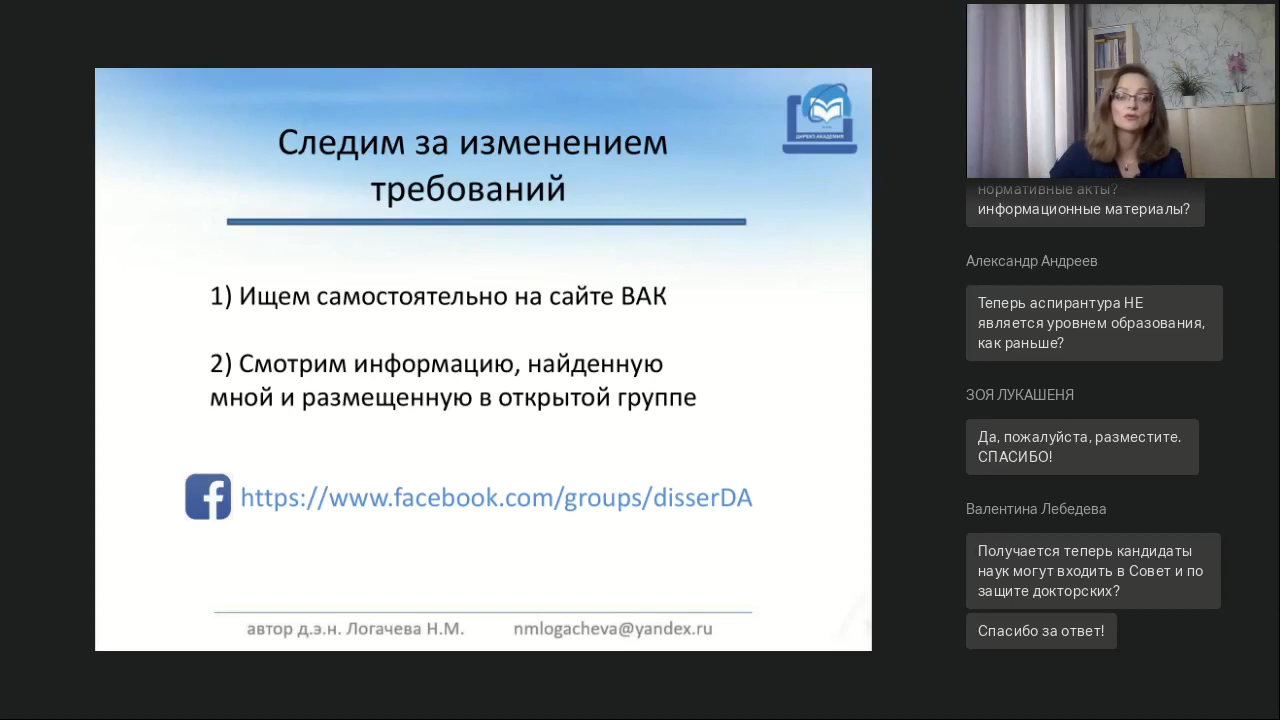 Следим за изменением
требований
ДИРЕКТ-АКАДЕМИЯ
1) Ищем самостоятельно на сайте ВАК
2) Смотрим информацию, найденную
мной и размещенную в открытой группе
https://www.facebook.com/groups/disserDA
автор д.э.н. Логачева Н.М. nmlogacheva@yandex.ru
нормативные акты?
информационные материалы?
Александр Андреев
Теперь аспирантура НЕ
является уровнем образования,
как раньше?
ЗОЯ ЛУКАШЕНЯ
Да, пожалуйста, разместите.
СПАСИБО!
Валентина Лебедева
Получается теперь кандидаты
наук могут входить в Совет и по
защите докторских?
Спасибо за ответ!